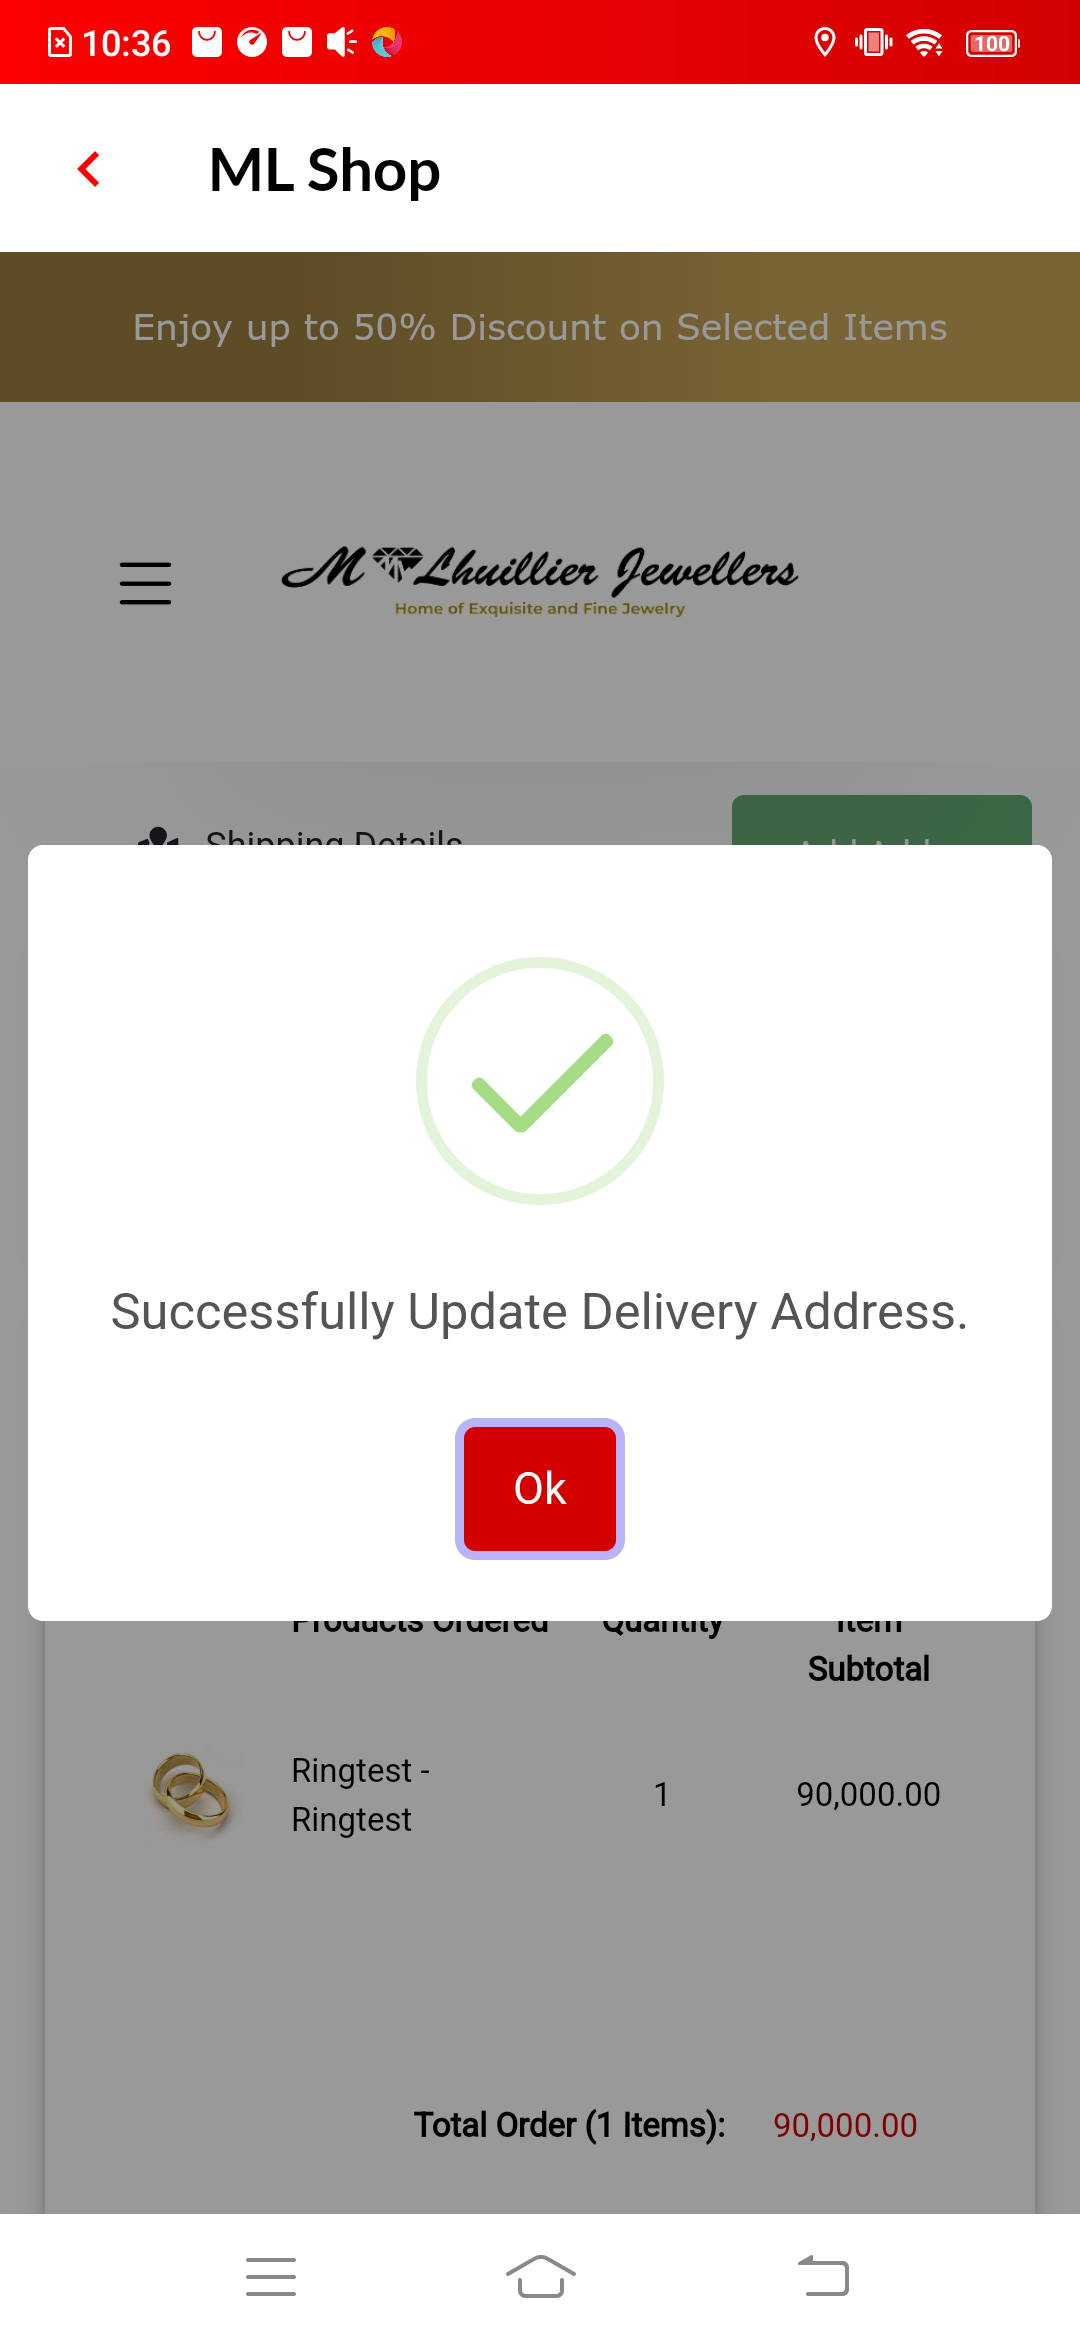 10:36
100
ML Shop
Enjoy up to 50% Discount on Selected Items
M Lhuillier Jewellers
Home of Exquisite and Fine Jewelry
Shipping Details
Successfully Update Delivery Address.
Ok
Products Ordered Quantity Item
Subtotal
Ringtest -
Ringtest
1
90,000.00
Total Order (1 Items): 90,000.00